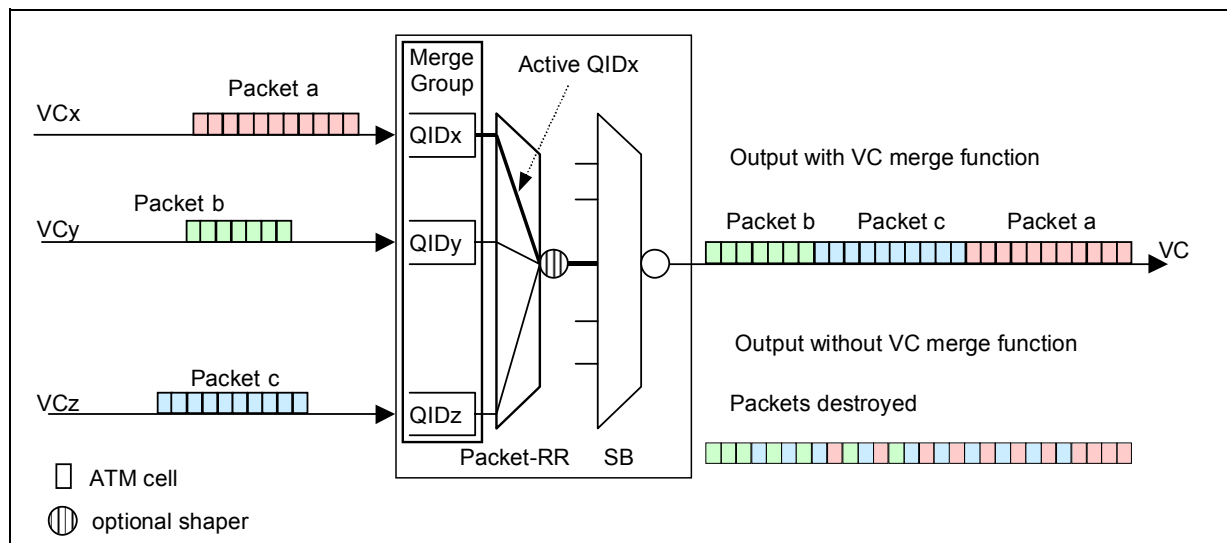 Merge
Group
Active QIDx
Packet a
VCx
QIDx
Output with VC merge function
Packet b
VCy
QIDy
Packet b
Packet c
Packet a
VC
Output without VC merge function
Packet c
VCz
QIDz
Packets destroyed
Packet-RR
SB
ATM cell
optional shaper